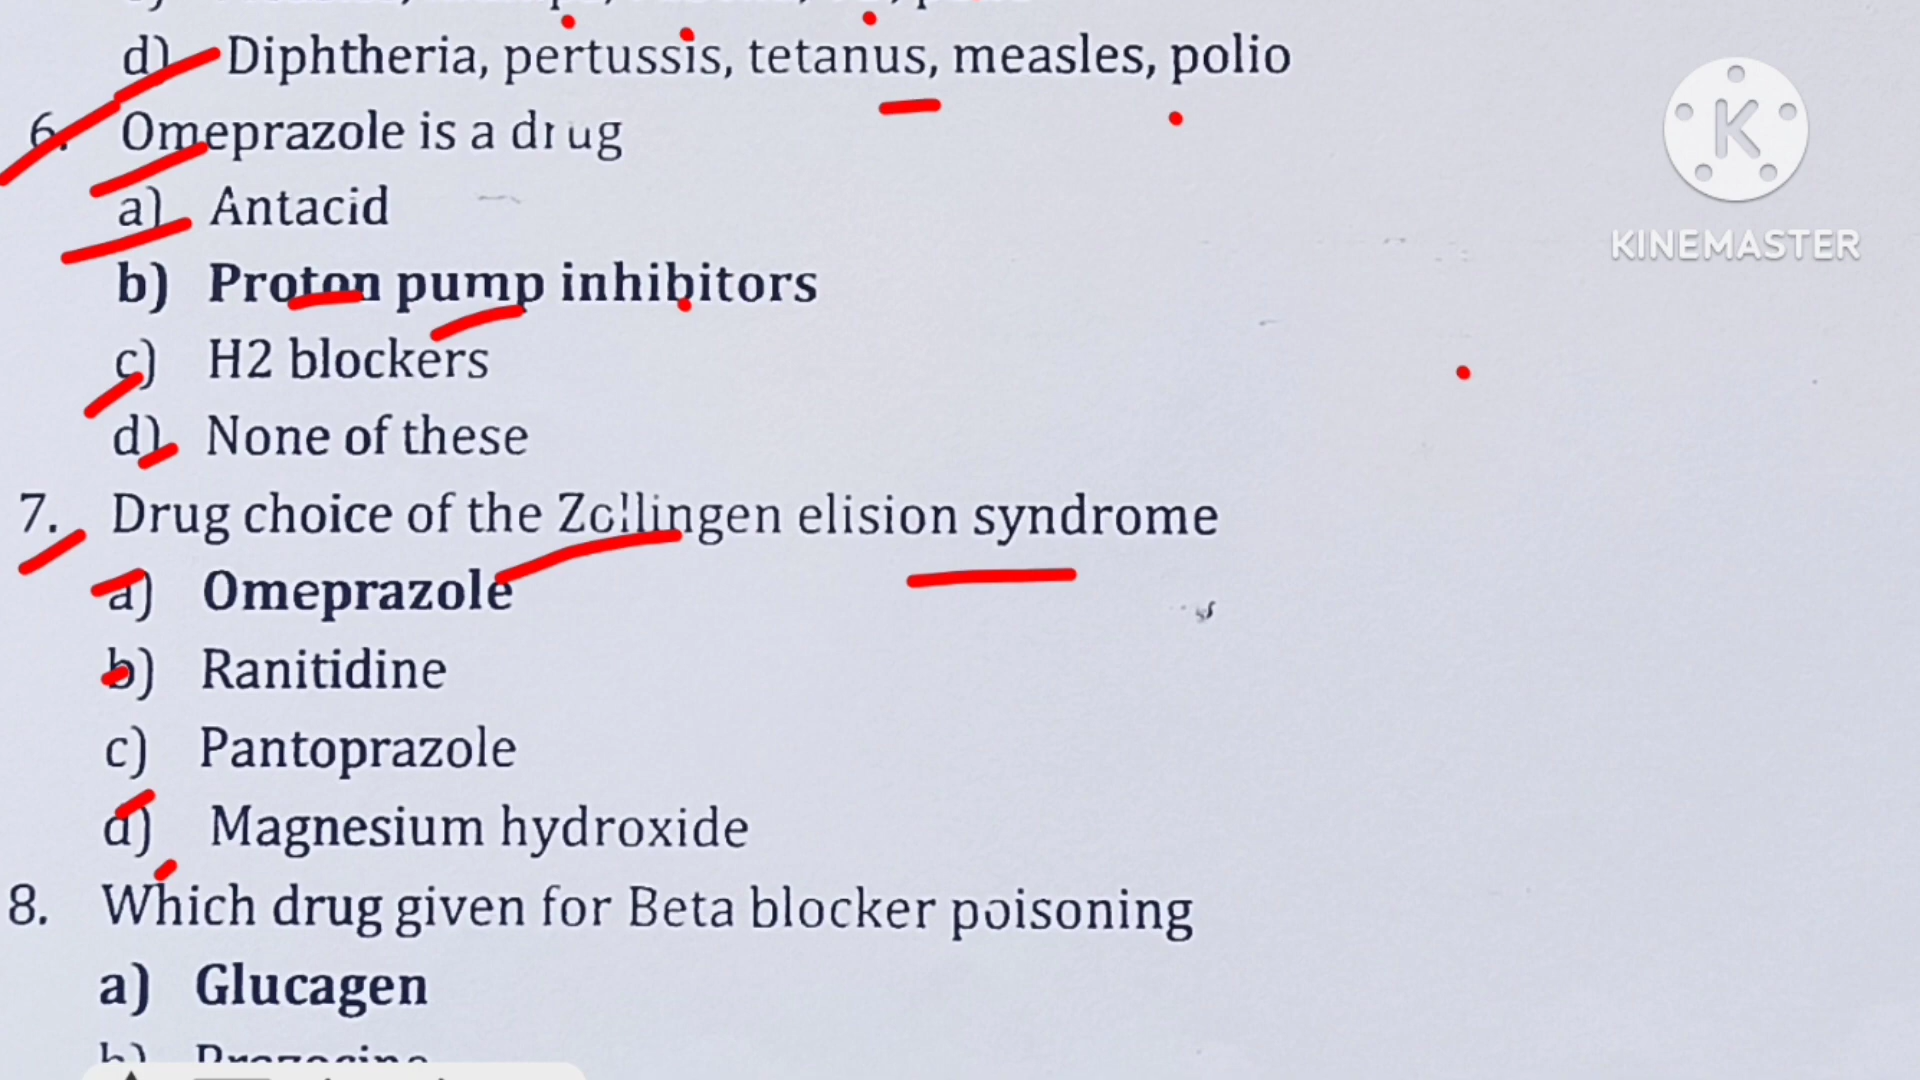 d) Diphtheria, pertussis, tetanus, measles, polio
6. Omeprazole is a drug
a) Antacid
b) Proton pump inhibitors
c) H2 blockers
d) None of these
7. Drug choice of the Zollingen elision syndrome
a) Omeprazole
b) Ranitidine
c) Pantoprazole
d) Magnesium hydroxide
8. Which drug given for Beta blocker poisoning
a) Glucagen
K
KINEMASTER